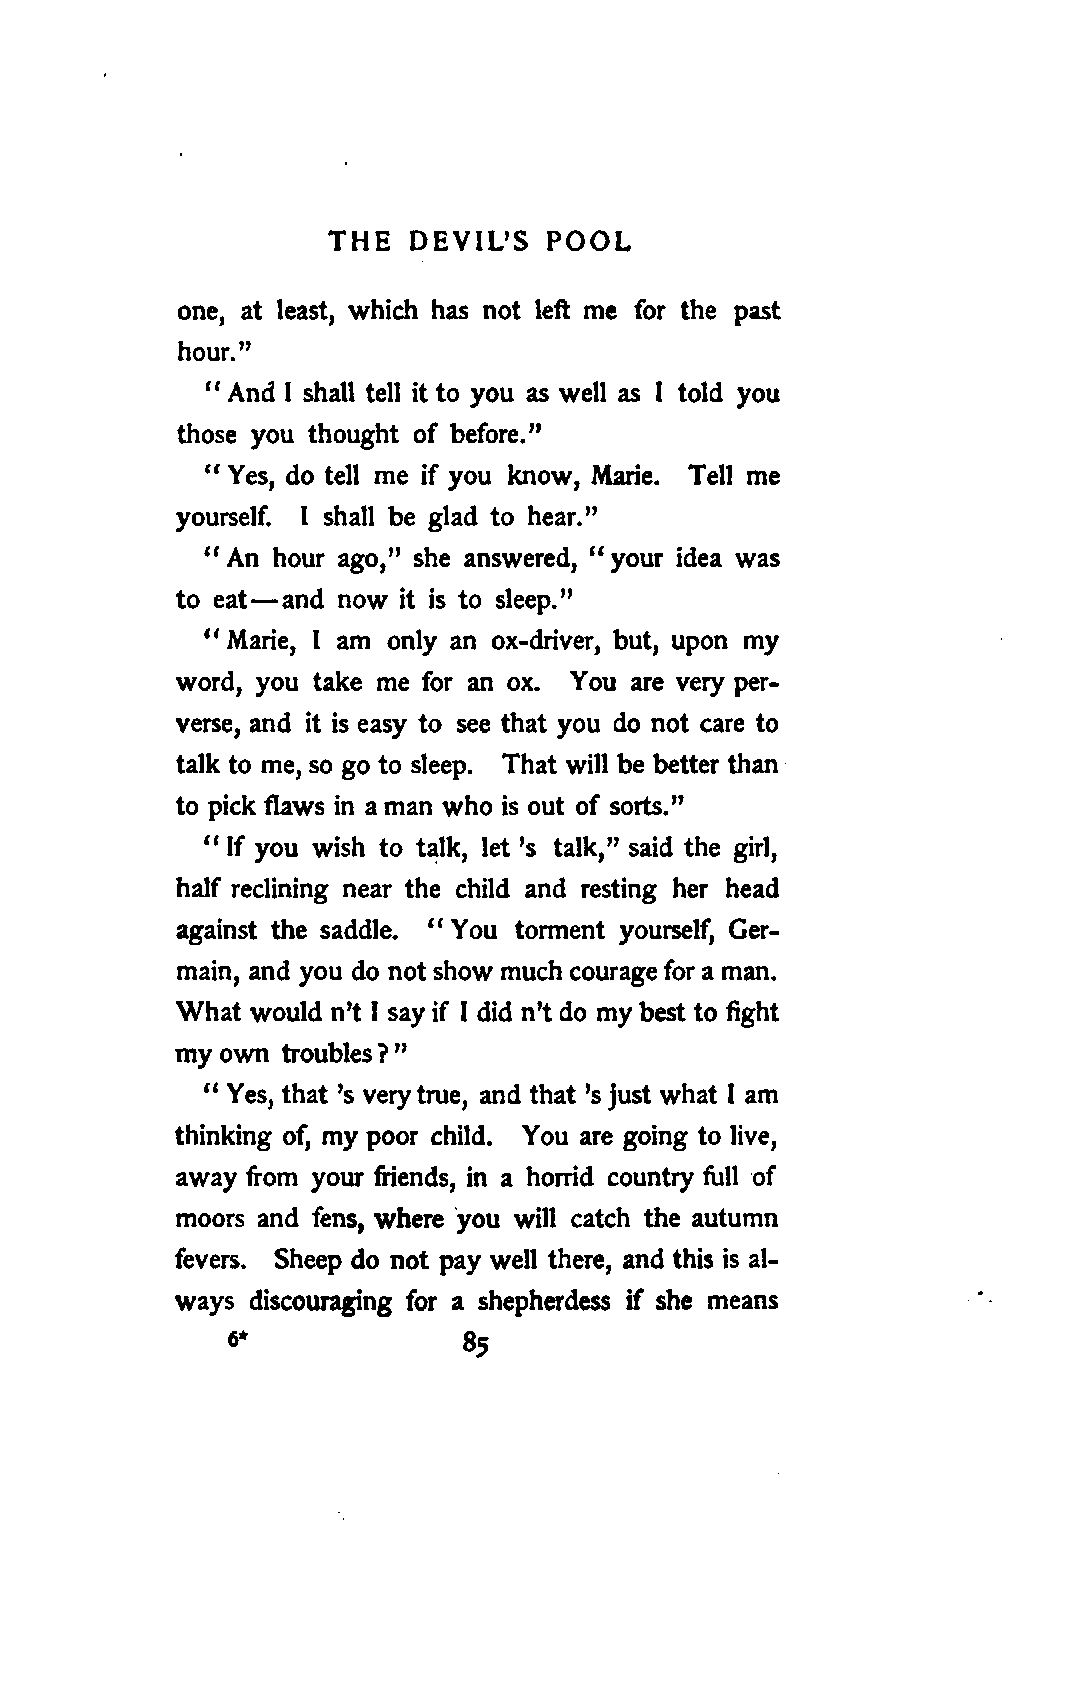 THE DEVIL'S POOL
one, at least, which has not left me for the past
hour."
"And I shall tell it to you as well as I told you
those you thought of before."
"Yes, do tell me if you know, Marie. Tell me
yourself. I shall be glad to hear."
"An hour ago," she answered, "your idea was
to eat—and now it is to sleep."
"Marie, I am only an ox-driver, but, upon my
word, you take me for an ox. You are very per-
verse, and it is easy to see that you do not care to
talk to me, so go to sleep. That will be better than
to pick flaws in a man who is out of sorts."
"If you wish to talk, let 's talk," said the girl,
half reclining near the child and resting her head
against the saddle. "You torment yourself, Ger-
main, and you do not show much courage for a man.
What would n't I say if I did n't do my best to fight
my own troubles?"
"Yes, that 's very true, and that 's just what I am
thinking of, my poor child. You are going to live,
away from your friends, in a horrid country full of
moors and fens, where you will catch the autumn
fevers. Sheep do not pay well there, and this is al-
ways discouraging for a shepherdess if she means
6* 85